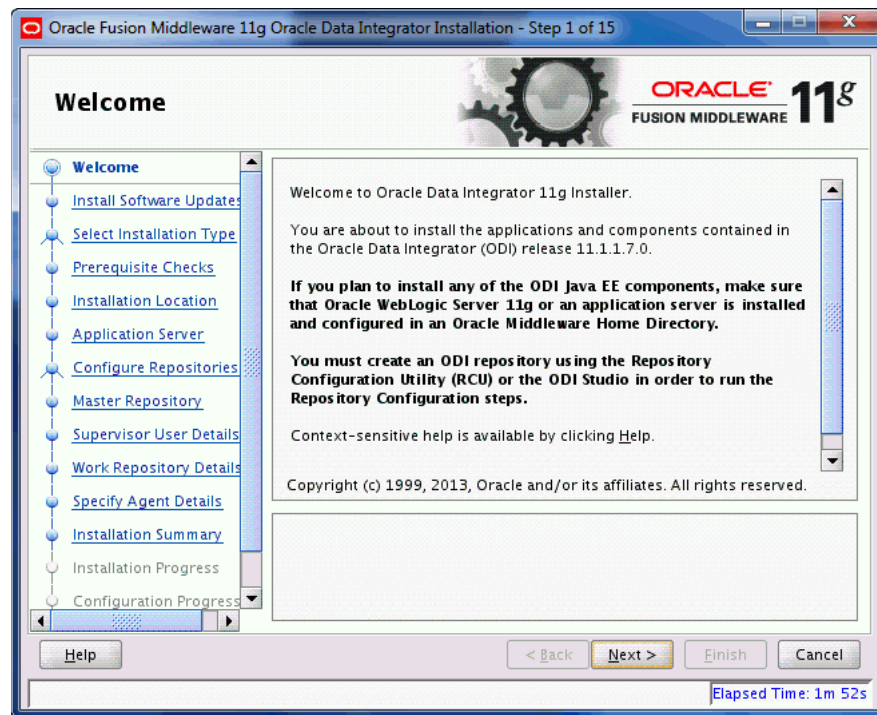 Oracle Fusion Middleware 11g Oracle Data Integrator Installation - Step 1 of 15
Welcome
ORACLE
FUSION MIDDLEWARE
11g
Welcome
Install Software Updates
Select Installation Type
Prerequisite Checks
Installation Location
Application Server
Configure Repositories
Master Repository
Supervisor User Details
Work Repository Details
Specify Agent Details
Installation Summary
Installation Progress
Configuration Progress
Welcome to Oracle Data Integrator 11g Installer.
You are about to install the applications and components contained in
the Oracle Data Integrator (ODI) release 11.1.1.7.0.
If you plan to install any of the ODI Java EE components, make sure
that Oracle WebLogic Server 11g or an application server is installed
and configured in an Oracle Middleware Home Directory.
You must create an ODI repository using the Repository
Configuration Utility (RCU) or the ODI Studio in order to run the
Repository Configuration steps.
Context-sensitive help is available by clicking Help.
Copyright (c) 1999, 2013, Oracle and/or its affiliates. All rights reserved.
Help
< Back
Next >
Finish
Cancel
Elapsed Time: 1m 52s